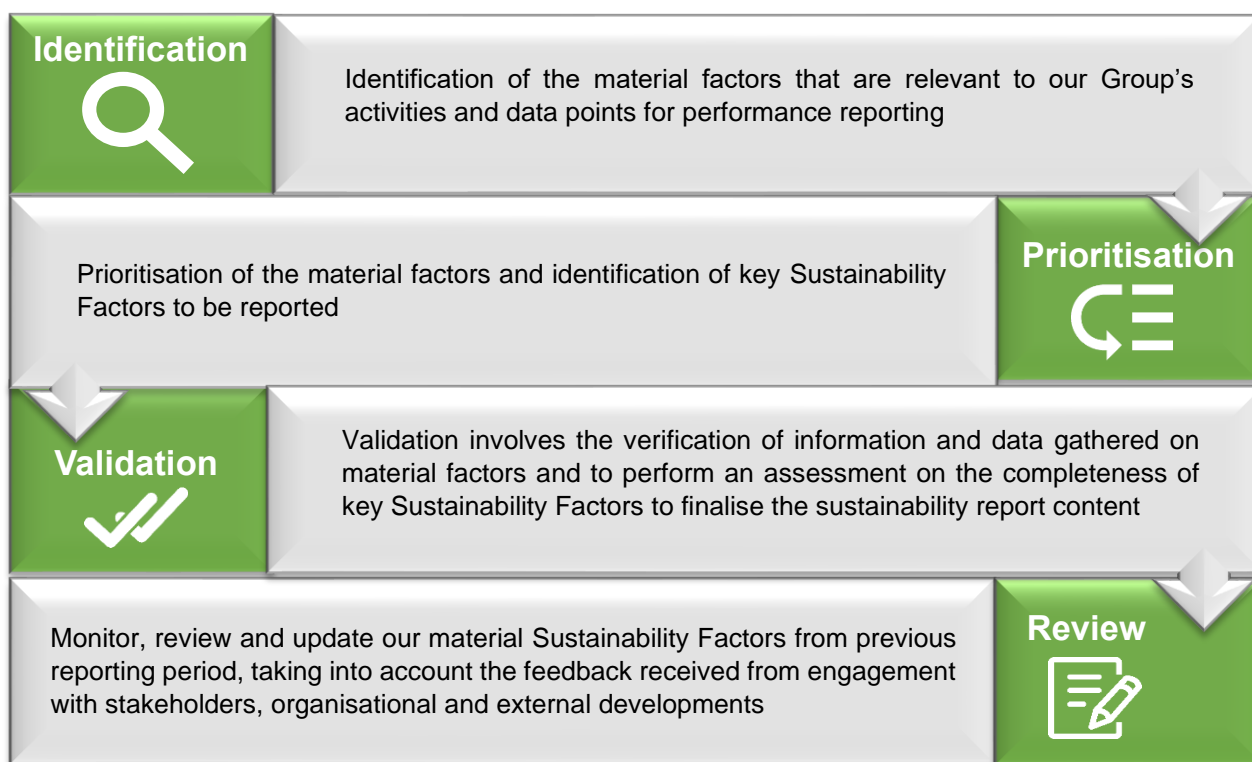 Identification
Identification of the material factors that are relevant to our Group’s
activities and data points for performance reporting
Prioritisation of the material factors and identification of key Sustainability
Factors to be reported
Prioritisation
Validation
Validation involves the verification of information and data gathered on
material factors and to perform an assessment on the completeness of
key Sustainability Factors to finalise the sustainability report content
Monitor, review and update our material Sustainability Factors from previous
reporting period, taking into account the feedback received from engagement
with stakeholders, organisational and external developments
Review